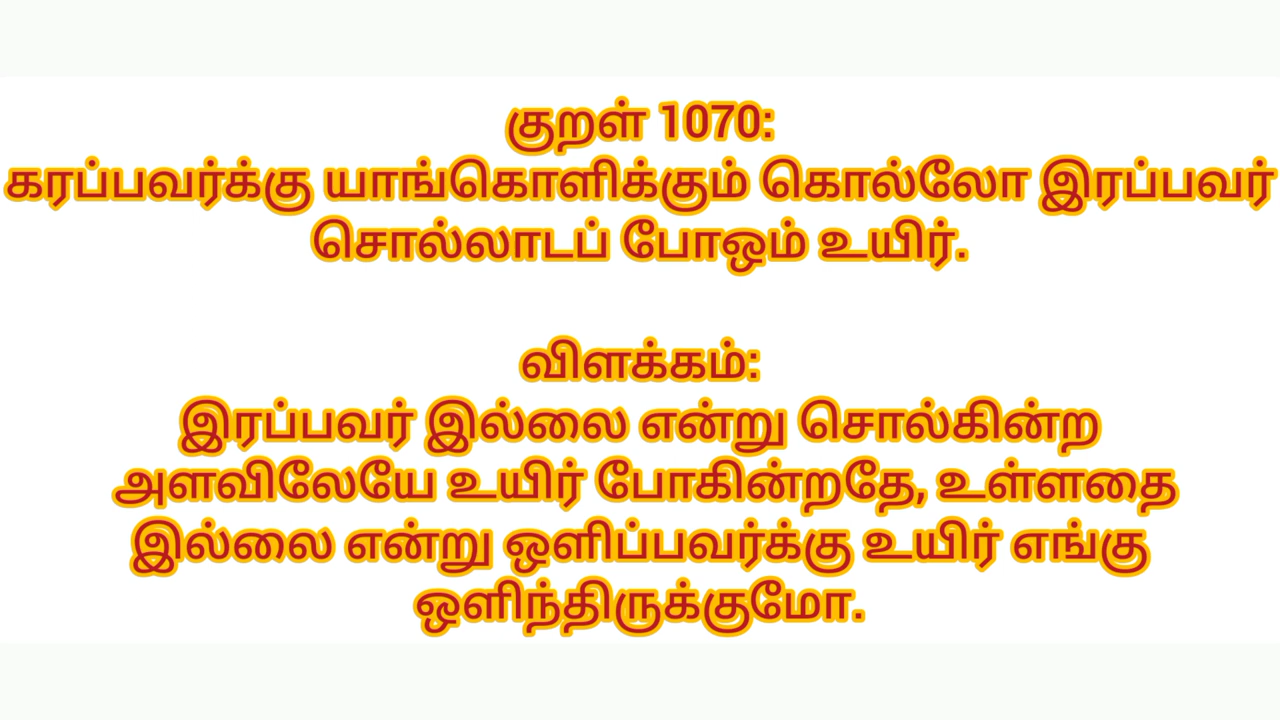 குறள் 1070:
கரப்பவர்க்கு யாங்கொளிக்கும் கொல்லோ இரப்பவர்
சொல்லாடப் போஒம் உயிர்.
விளக்கம்:
இரப்பவர் இல்லை என்று சொல்கின்ற
அளவிலேயே உயிர் போகின்றதே, உள்ளதை
இல்லை என்று ஒளிப்பவர்க்கு உயிர் எங்கு
ஒளிந்திருக்குமோ.